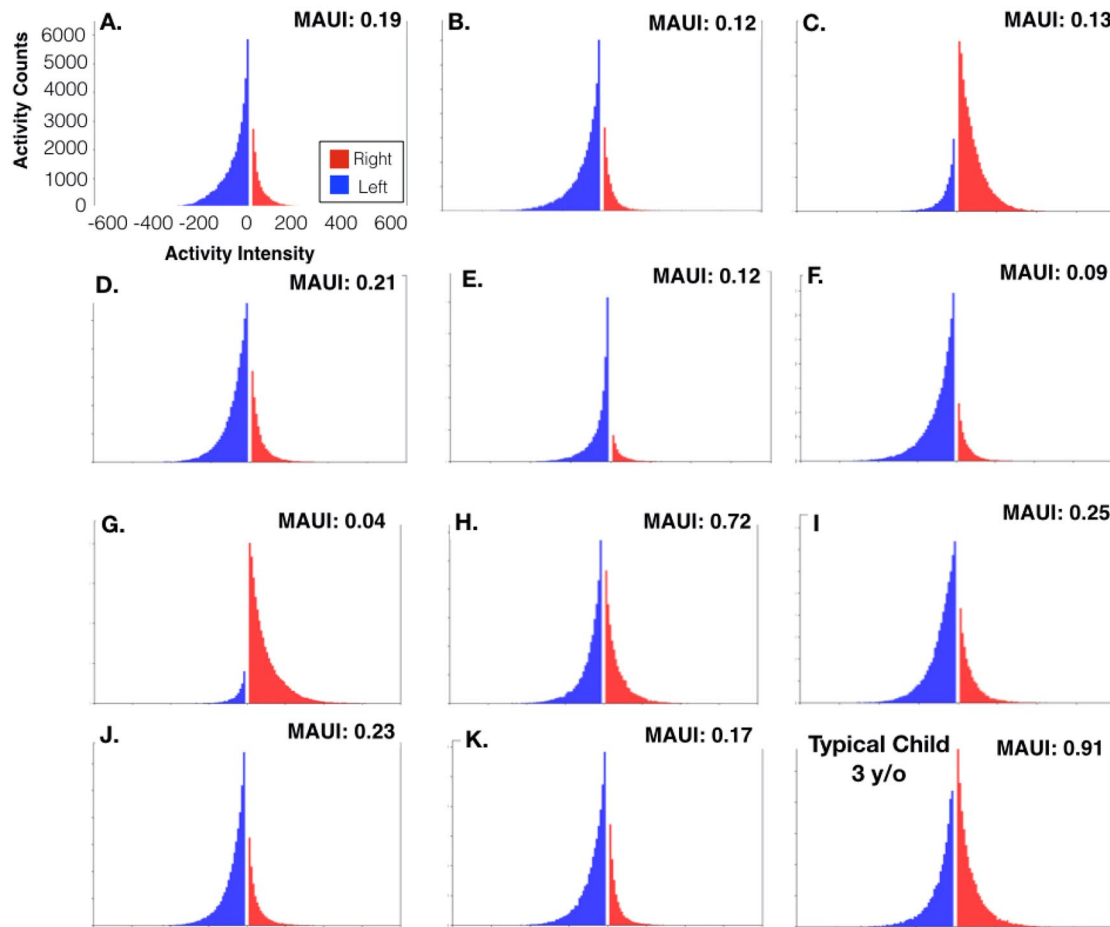 A.
MAUI: 0.19
Activity Counts
6000
5000
4000
3000
2000
1000
0
Right
Left
-600 -400 -200 0 200 400 600
Activity Intensity
B.
MAUI: 0.12
C.
MAUI: 0.13
D.
MAUI: 0.21
E.
MAUI: 0.12
F.
MAUI: 0.09
G.
MAUI: 0.04
H.
MAUI: 0.72
I
MAUI: 0.25
J.
MAUI: 0.23
K.
MAUI: 0.17
Typical Child
3 y/o
MAUI: 0.91